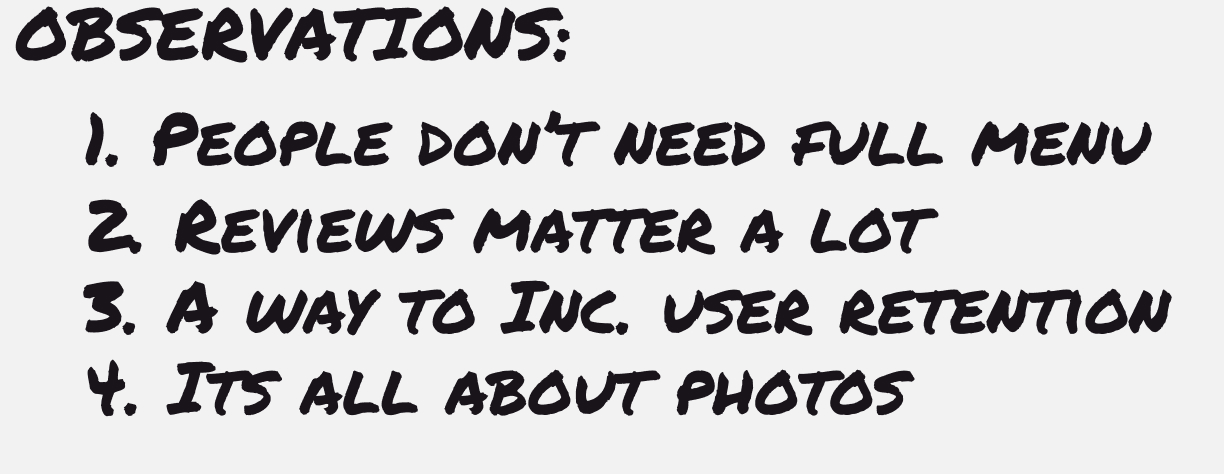 OBSERVATIONS:
1. PEOPLE DON'T NEED FULL MENU
2. REVIEWS MATTER A LOT
3. A WAY TO INC. USER RETENTION
4. ITS ALL ABOUT PHOTOS